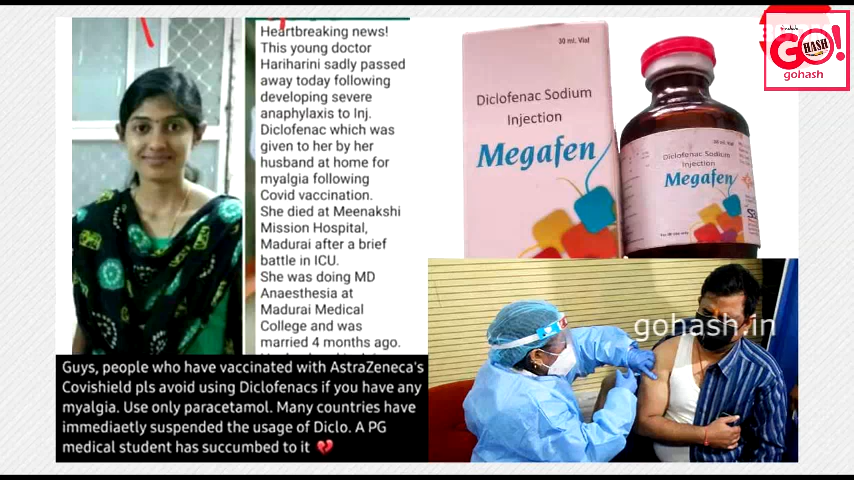 Heartbreaking news!
This young doctor
Hariharini sadly passed
away today following
developing severe
anaphylaxis to Inj.
Diclofenac which was
given to her by her
husband at home for
myalgia following
Covid vaccination.
She died at Meenakshi
Mission Hospital,
Madurai after a brief
battle in ICU.
She was doing MD
Anaesthesia at
Madurai Medical
College and was
married 4 months ago.
Guys, people who have vaccinated with AstraZeneca's
Covishield pls avoid using Diclofenacs if you have any
myalgia. Use only paracetamol. Many countries have
immediaetly suspended the usage of Diclo. A PG
medical student has succumbed to it 💔
30 ml. Vial
Diclofenac Sodium
Injection
Megafen
30 ml. Vial
Diclofenac Sodium
Injection
Megafen
GO!
HASH
gohash
gohash.in